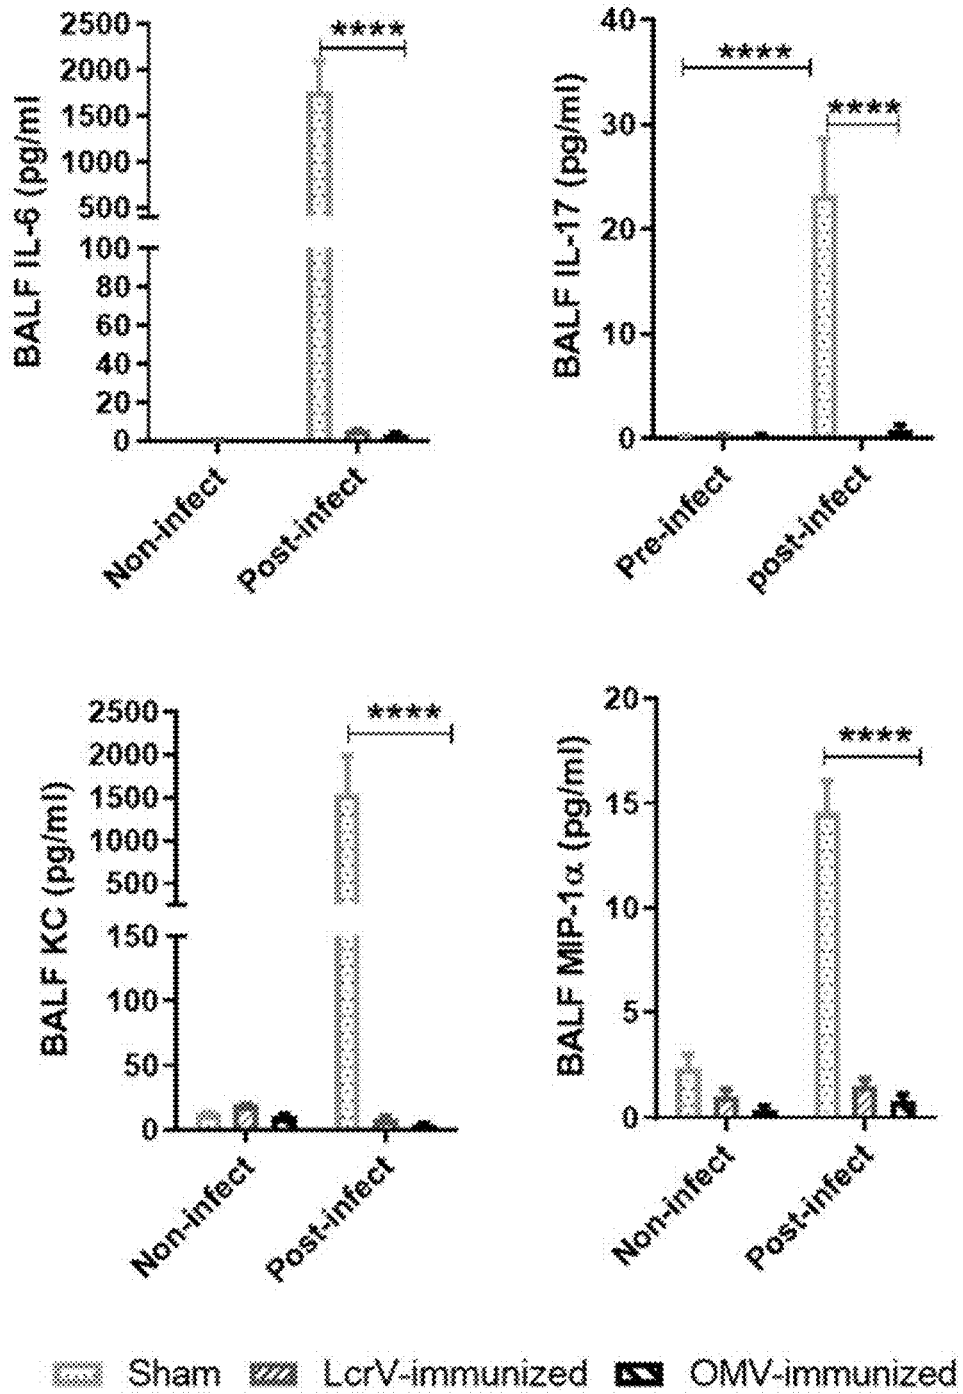 BALF IL-6 (pg/ml)
2500
2000
1500
1000
500
100
80
60
40
20
0
****
Non-infect
Post-infect
BALF IL-17 (pg/ml)
40
30
20
10
0
****
****
Pre-infect
post-infect
BALF KC (pg/ml)
2500
2000
1500
1000
500
150
100
50
0
****
Non-infect
Post-infect
BALF MIP-1α (pg/ml)
20
15
10
5
0
****
Non-infect
Post-infect
Sham LcrV-immunized OMV-immunized